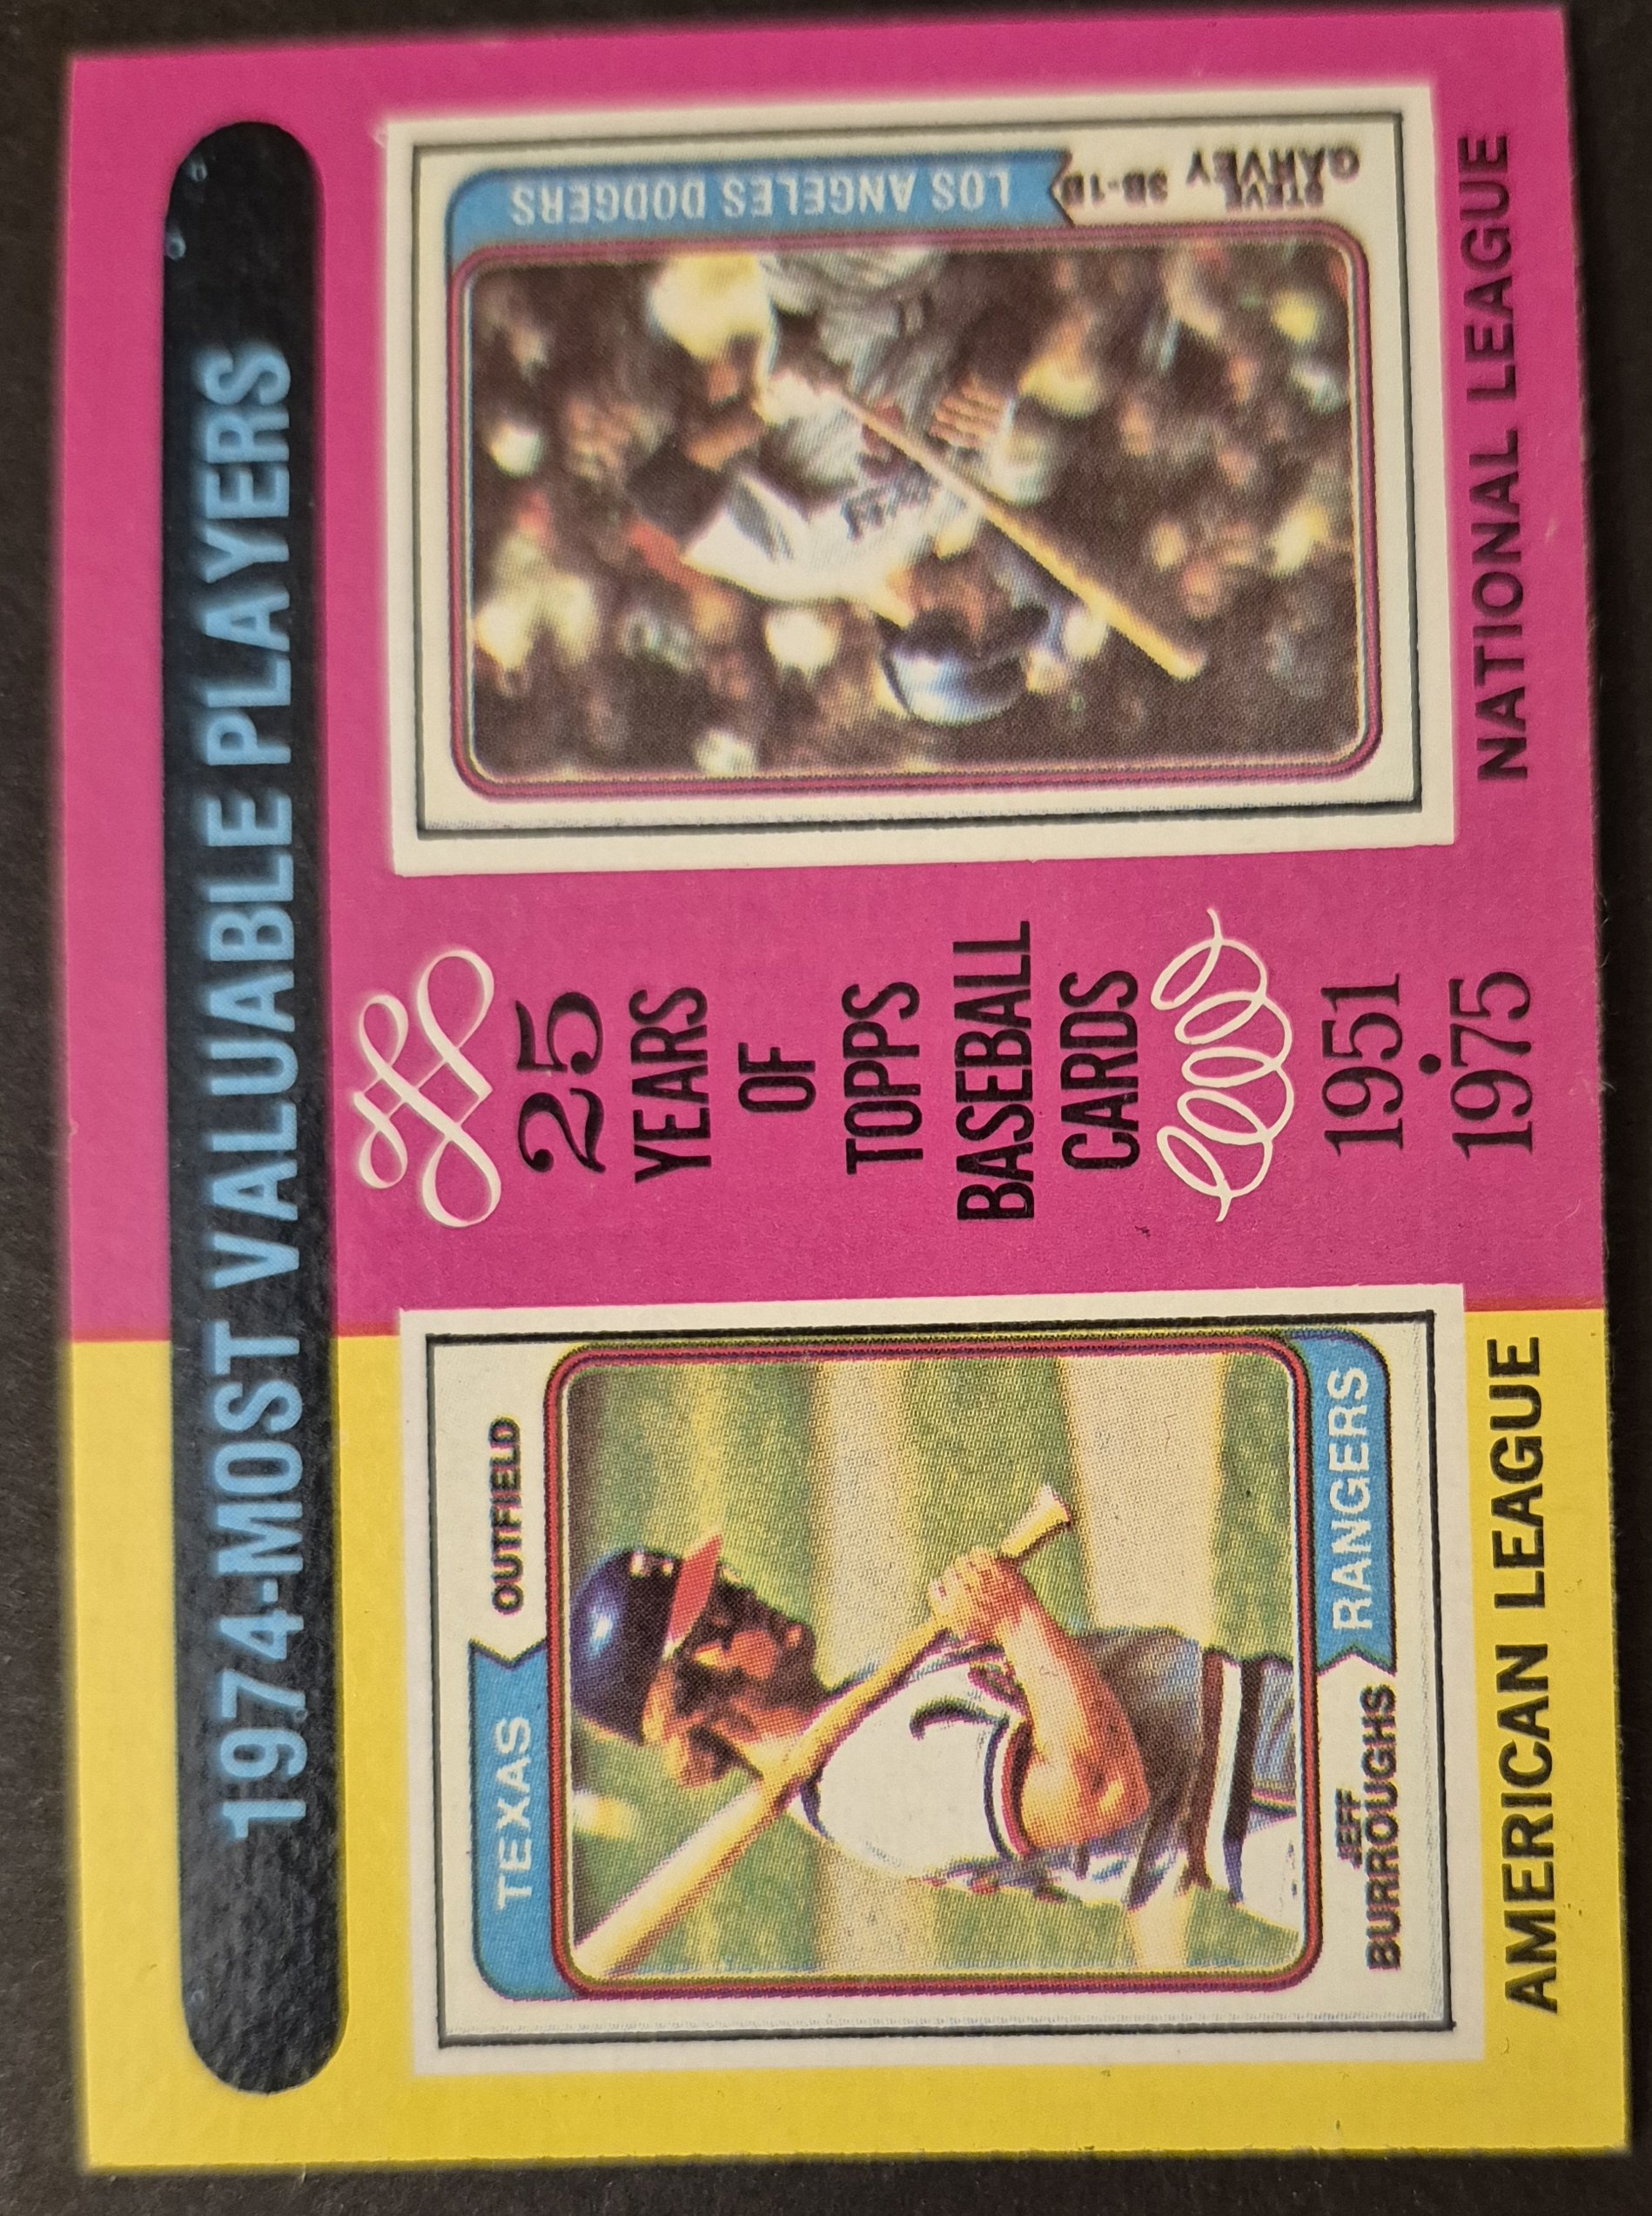 1974-MOST VALUABLE PLAYERS
TEXAS
OUTFIELD
JEFF
BURROUGHS
RANGERS
AMERICAN LEAGUE
25
YEARS
OF
TOPPS
BASEBALL
CARDS
1951
•
1975
LOS ANGELES DODGERS
STEVE
GARVEY 3B-1B
NATIONAL LEAGUE